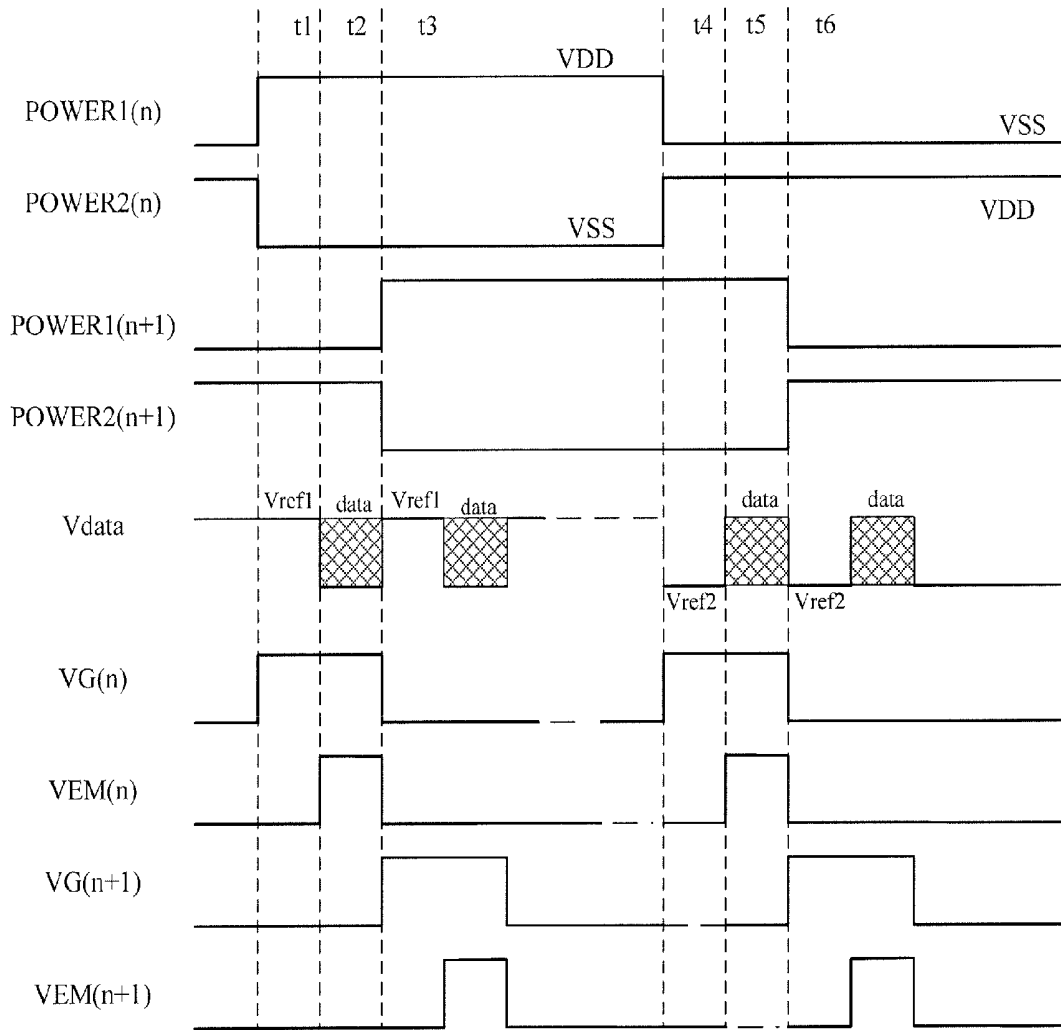 t1 t2 t3 t4 t5 t6
VDD
POWER1(n)
VSS
POWER2(n)
VSS
VDD
POWER1(n+1)
POWER2(n+1)
Vref1 data Vref1 data data data
Vdata
Vref2 Vref2
VG(n)
VEM(n)
VG(n+1)
VEM(n+1)